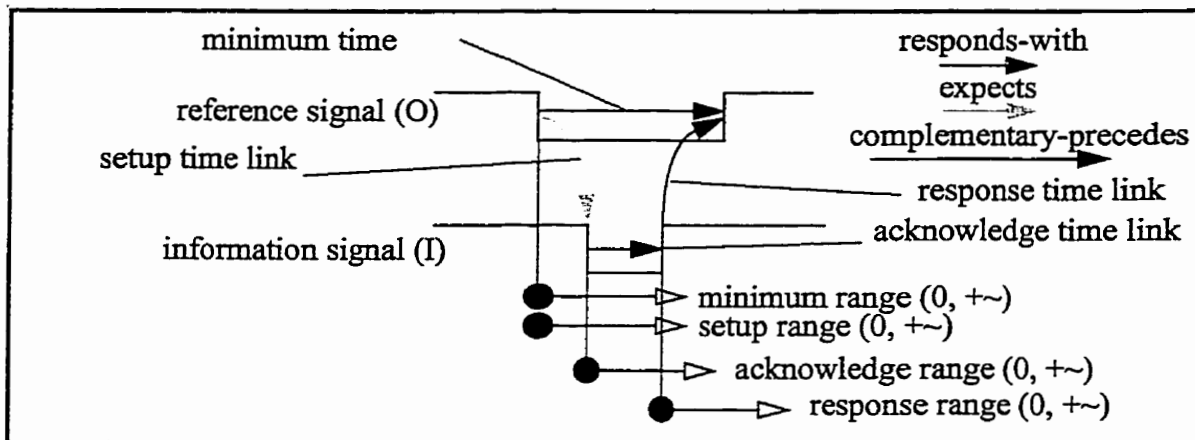 minimum time
responds-with
reference signal (O)
expects
setup time link
complementary-precedes
response time link
information signal (I)
acknowledge time link
minimum range (0, +~)
setup range (0, +~)
acknowledge range (0, +~)
response range (0, +~)